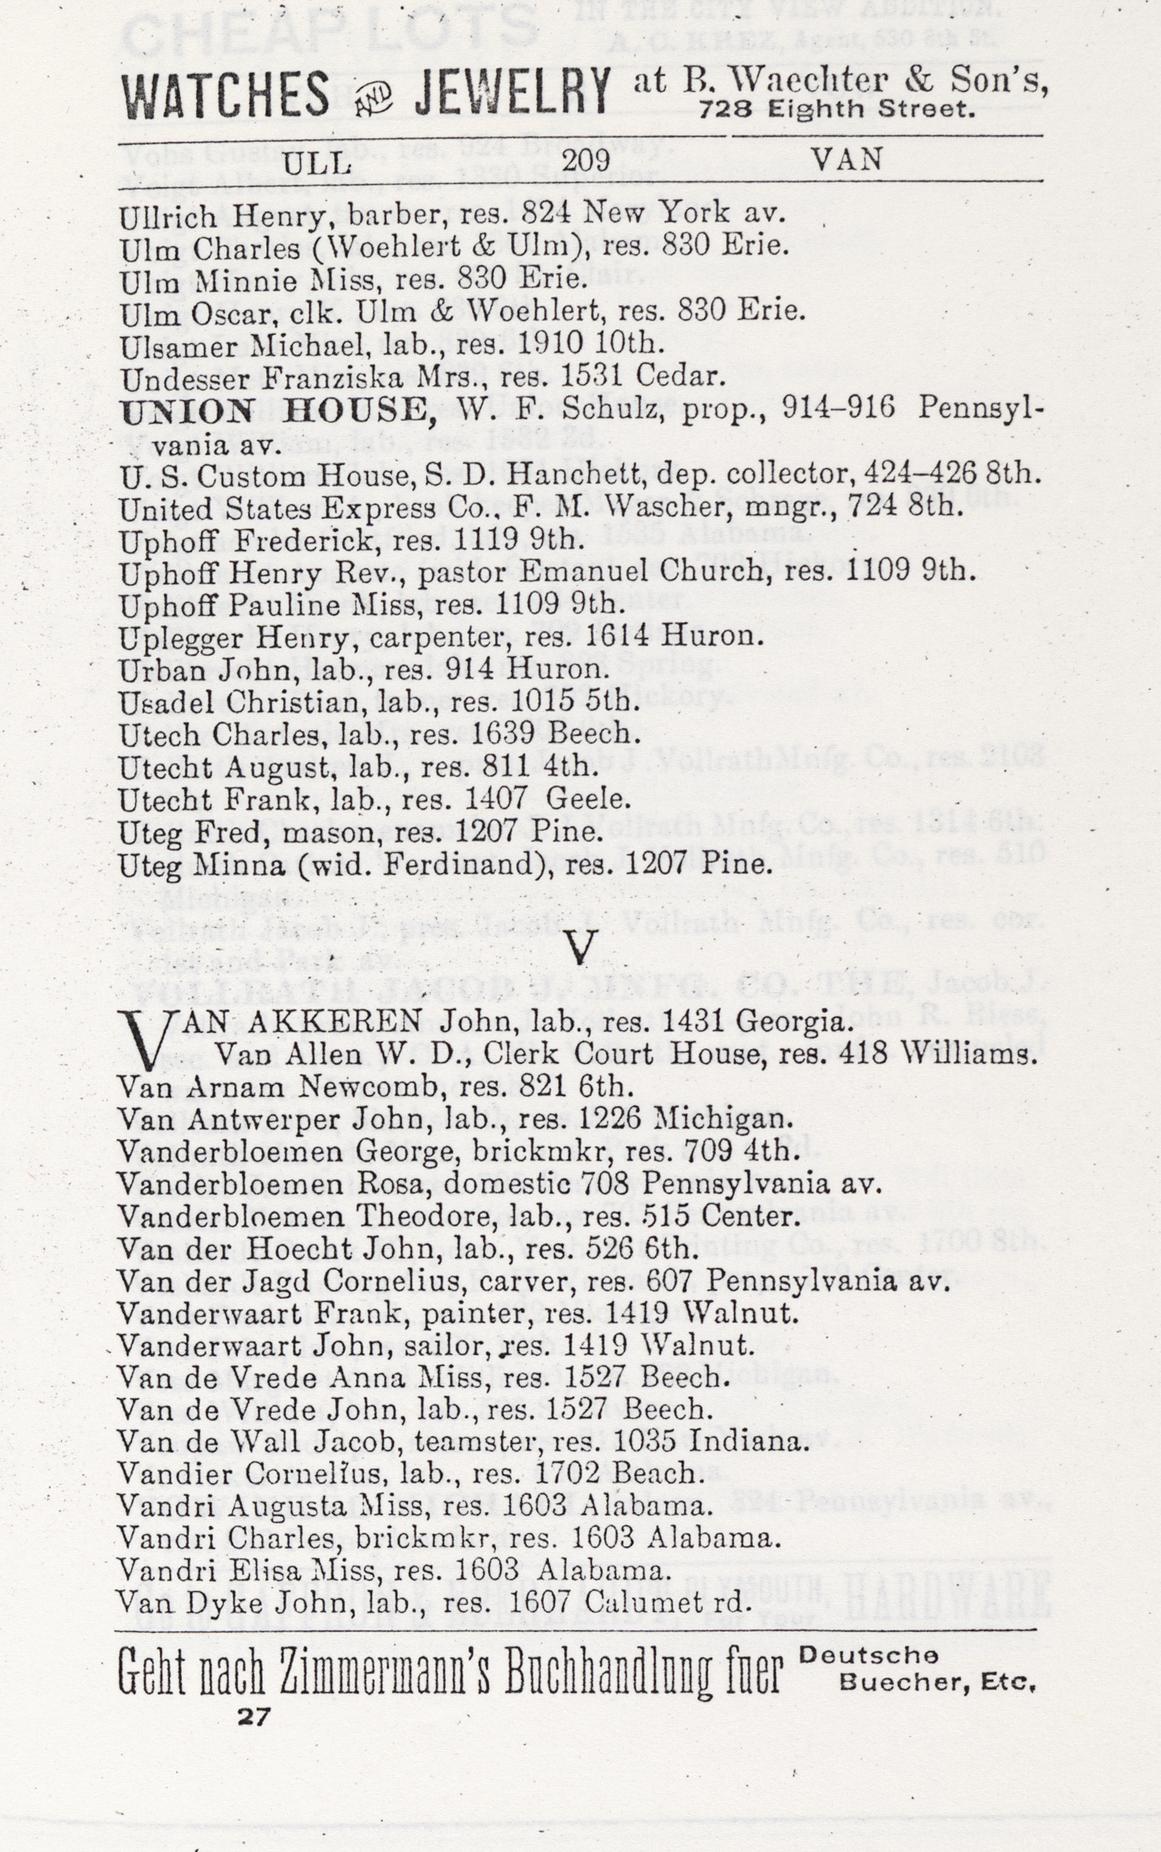 WATCHES AND JEWELRY at B. Waechter & Son's,
728 Eighth Street.
ULL 209 VAN
Ullrich Henry, barber, res. 824 New York av.
Ulm Charles (Woehlert & Ulm), res. 830 Erie.
Ulm Minnie Miss, res. 830 Erie.
Ulm Oscar, clk. Ulm & Woehlert, res. 830 Erie.
Ulsamer Michael, lab., res. 1910 10th.
Undesser Franziska Mrs., res. 1531 Cedar.
UNION HOUSE, W. F. Schulz, prop., 914–916 Pennsyl-
vania av.
U. S. Custom House, S. D. Hanchett, dep. collector, 424–426 8th.
United States Express Co., F. M. Wascher, mngr., 724 8th.
Uphoff Frederick, res. 1119 9th.
Uphoff Henry Rev., pastor Emanuel Church, res. 1109 9th.
Uphoff Pauline Miss, res. 1109 9th.
Uplegger Henry, carpenter, res. 1614 Huron.
Urban John, lab., res. 914 Huron.
Usadel Christian, lab., res. 1015 5th.
Utech Charles, lab., res. 1639 Beech.
Utecht August, lab., res. 811 4th.
Utecht Frank, lab., res. 1407 Geele.
Uteg Fred, mason, res. 1207 Pine.
Uteg Minna (wid. Ferdinand), res. 1207 Pine.
V
VAN AKKEREN John, lab., res. 1431 Georgia.
Van Allen W. D., Clerk Court House, res. 418 Williams.
Van Arnam Newcomb, res. 821 6th.
Van Antwerper John, lab., res. 1226 Michigan.
Vanderbloemen George, brickmkr, res. 709 4th.
Vanderbloemen Rosa, domestic 708 Pennsylvania av.
Vanderbloemen Theodore, lab., res. 515 Center.
Van der Hoecht John, lab., res. 526 6th.
Van der Jagd Cornelius, carver, res. 607 Pennsylvania av.
Vanderwaart Frank, painter, res. 1419 Walnut.
Vanderwaart John, sailor, res. 1419 Walnut.
Van de Vrede Anna Miss, res. 1527 Beech.
Van de Vrede John, lab., res. 1527 Beech.
Van de Wall Jacob, teamster, res. 1035 Indiana.
Vandier Cornelius, lab., res. 1702 Beach.
Vandri Augusta Miss, res. 1603 Alabama.
Vandri Charles, brickmkr, res. 1603 Alabama.
Vandri Elisa Miss, res. 1603 Alabama.
Van Dyke John, lab., res. 1607 Calumet rd.
Geht nach Zimmermann's Buchhandlung fuer Deutsche
Buecher, Etc.
27